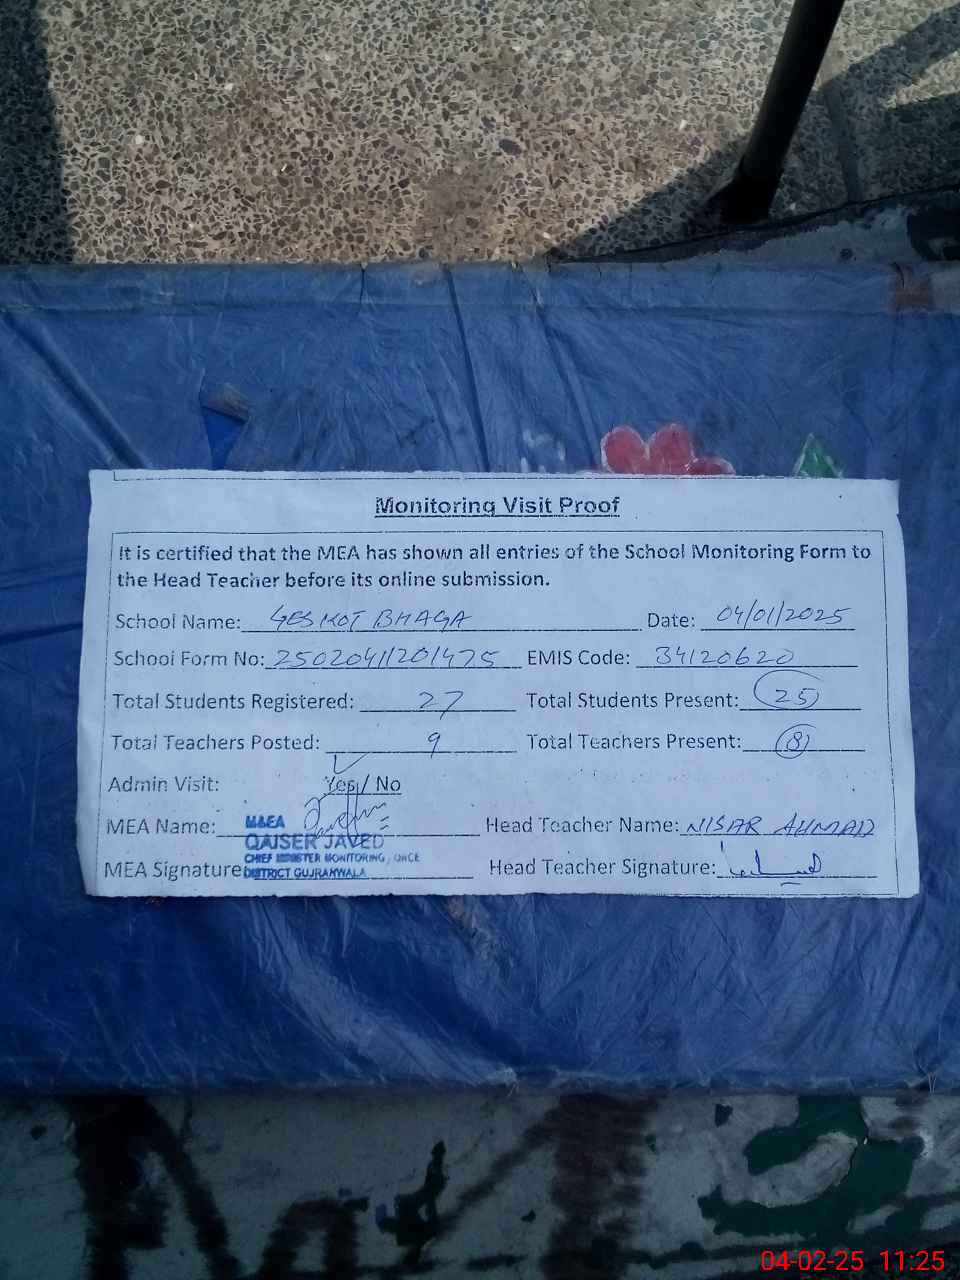 Monitoring Visit Proof
It is certified that the MEA has shown all entries of the School Monitoring Form to
the Head Teacher before its online submission.
School Name: GES KOT BHAGA Date: 04/01/2025
School Form No: 25020411201475 EMIS Code: 34120620
Total Students Registered: 27 Total Students Present: 25
Total Teachers Posted: 9 Total Teachers Present: 8
Admin Visit: Yes / No
MEA Name: Head Teacher Name: NISAR AHMAD
M&EA
QAISER JAVED
CHIEF MINISTER MONITORING, FORCE
MEA Signature Head Teacher Signature:
DISTRICT GUJRANWALA
04-02-25 11:25